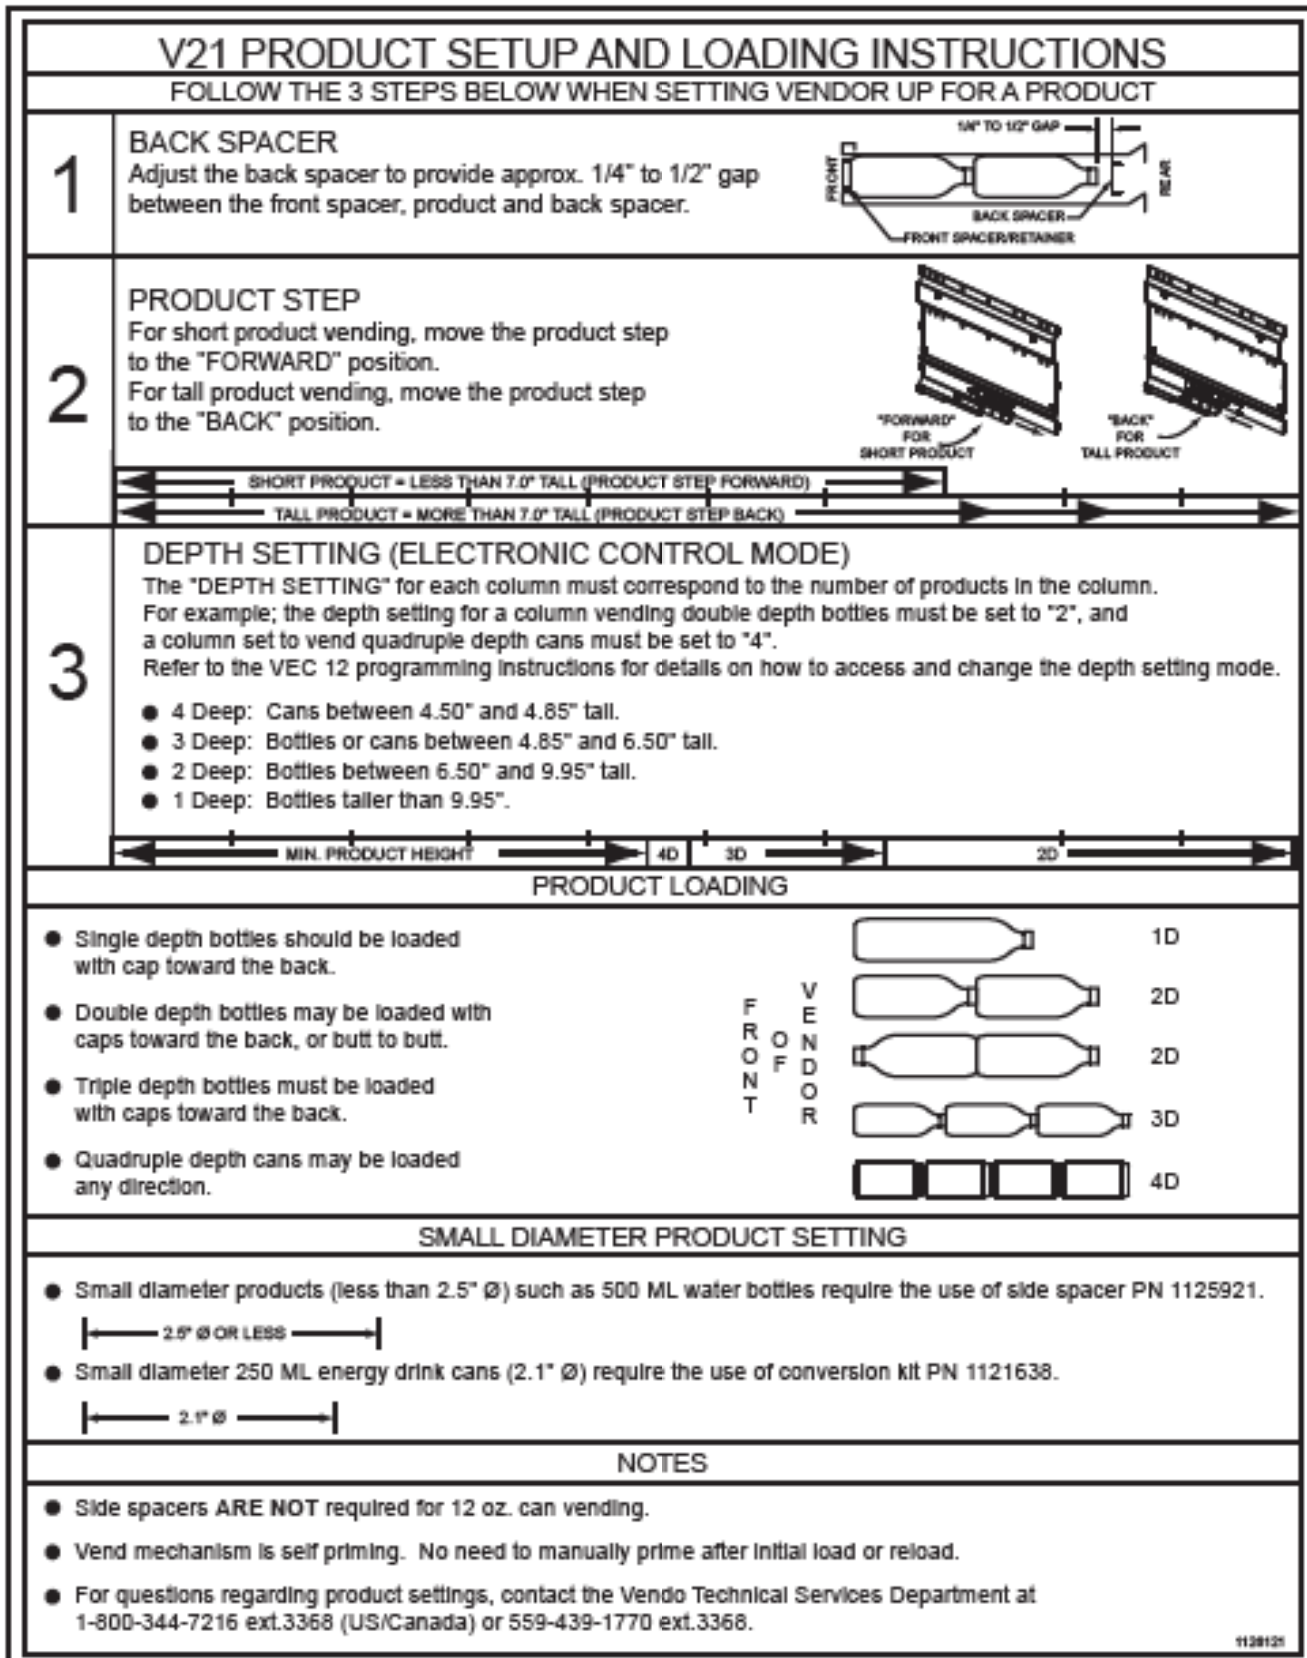 V21 PRODUCT SETUP AND LOADING INSTRUCTIONS
FOLLOW THE 3 STEPS BELOW WHEN SETTING VENDOR UP FOR A PRODUCT
1
BACK SPACER
Adjust the back spacer to provide approx. 1/4" to 1/2" gap
between the front spacer, product and back spacer.
1/4" TO 1/2" GAP
FRONT
REAR
BACK SPACER
FRONT SPACER/RETAINER
2
PRODUCT STEP
For short product vending, move the product step
to the "FORWARD" position.
For tall product vending, move the product step
to the "BACK" position.
"FORWARD"
FOR
SHORT PRODUCT
"BACK"
FOR
TALL PRODUCT
SHORT PRODUCT = LESS THAN 7.0" TALL (PRODUCT STEP FORWARD)
TALL PRODUCT = MORE THAN 7.0" TALL (PRODUCT STEP BACK)
3
DEPTH SETTING (ELECTRONIC CONTROL MODE)
The "DEPTH SETTING" for each column must correspond to the number of products in the column.
For example; the depth setting for a column vending double depth bottles must be set to "2", and
a column set to vend quadruple depth cans must be set to "4".
Refer to the VEC 12 programming instructions for details on how to access and change the depth setting mode.
● 4 Deep: Cans between 4.50" and 4.85" tall.
● 3 Deep: Bottles or cans between 4.85" and 6.50" tall.
● 2 Deep: Bottles between 6.50" and 9.95" tall.
● 1 Deep: Bottles taller than 9.95".
MIN. PRODUCT HEIGHT 4D 3D 2D
PRODUCT LOADING
● Single depth bottles should be loaded
with cap toward the back.
● Double depth bottles may be loaded with
caps toward the back, or butt to butt.
● Triple depth bottles must be loaded
with caps toward the back.
● Quadruple depth cans may be loaded
any direction.
FRONT
OF
VENDOR
1D
2D
2D
3D
4D
SMALL DIAMETER PRODUCT SETTING
● Small diameter products (less than 2.5" Ø) such as 500 ML water bottles require the use of side spacer PN 1125921.
2.5" Ø OR LESS
● Small diameter 250 ML energy drink cans (2.1" Ø) require the use of conversion kit PN 1121638.
2.1" Ø
NOTES
● Side spacers ARE NOT required for 12 oz. can vending.
● Vend mechanism is self priming. No need to manually prime after initial load or reload.
● For questions regarding product settings, contact the Vendo Technical Services Department at
1-800-344-7216 ext.3368 (US/Canada) or 559-439-1770 ext.3368.